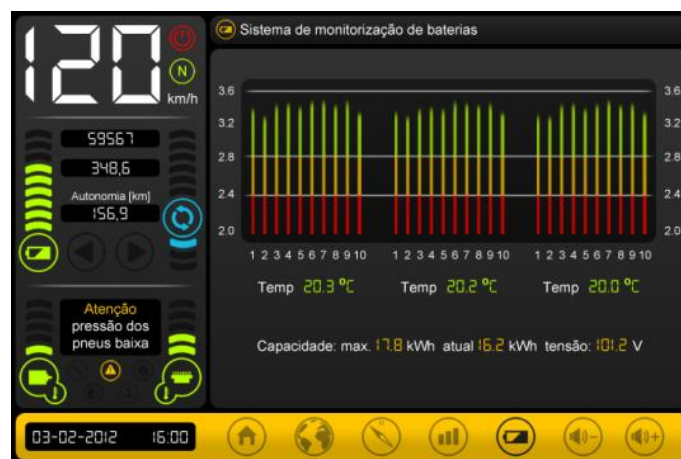 120
N
km/h
59567
348,6
Autonomia [km]
156,9
Atenção
pressão dos
pneus baixa
03-02-2012 16:00
Sistema de monitorização de baterias
3.6 3.6
3.2 3.2
2.8 2.8
2.4 2.4
2.0 2.0
1 2 3 4 5 6 7 8 9 10 1 2 3 4 5 6 7 8 9 10 1 2 3 4 5 6 7 8 9 10
Temp 20.3 ºC Temp 20.2 ºC Temp 20.0 ºC
Capacidade: max. 17.8 kWh atual 16.2 kWh tensão: 101.2 V